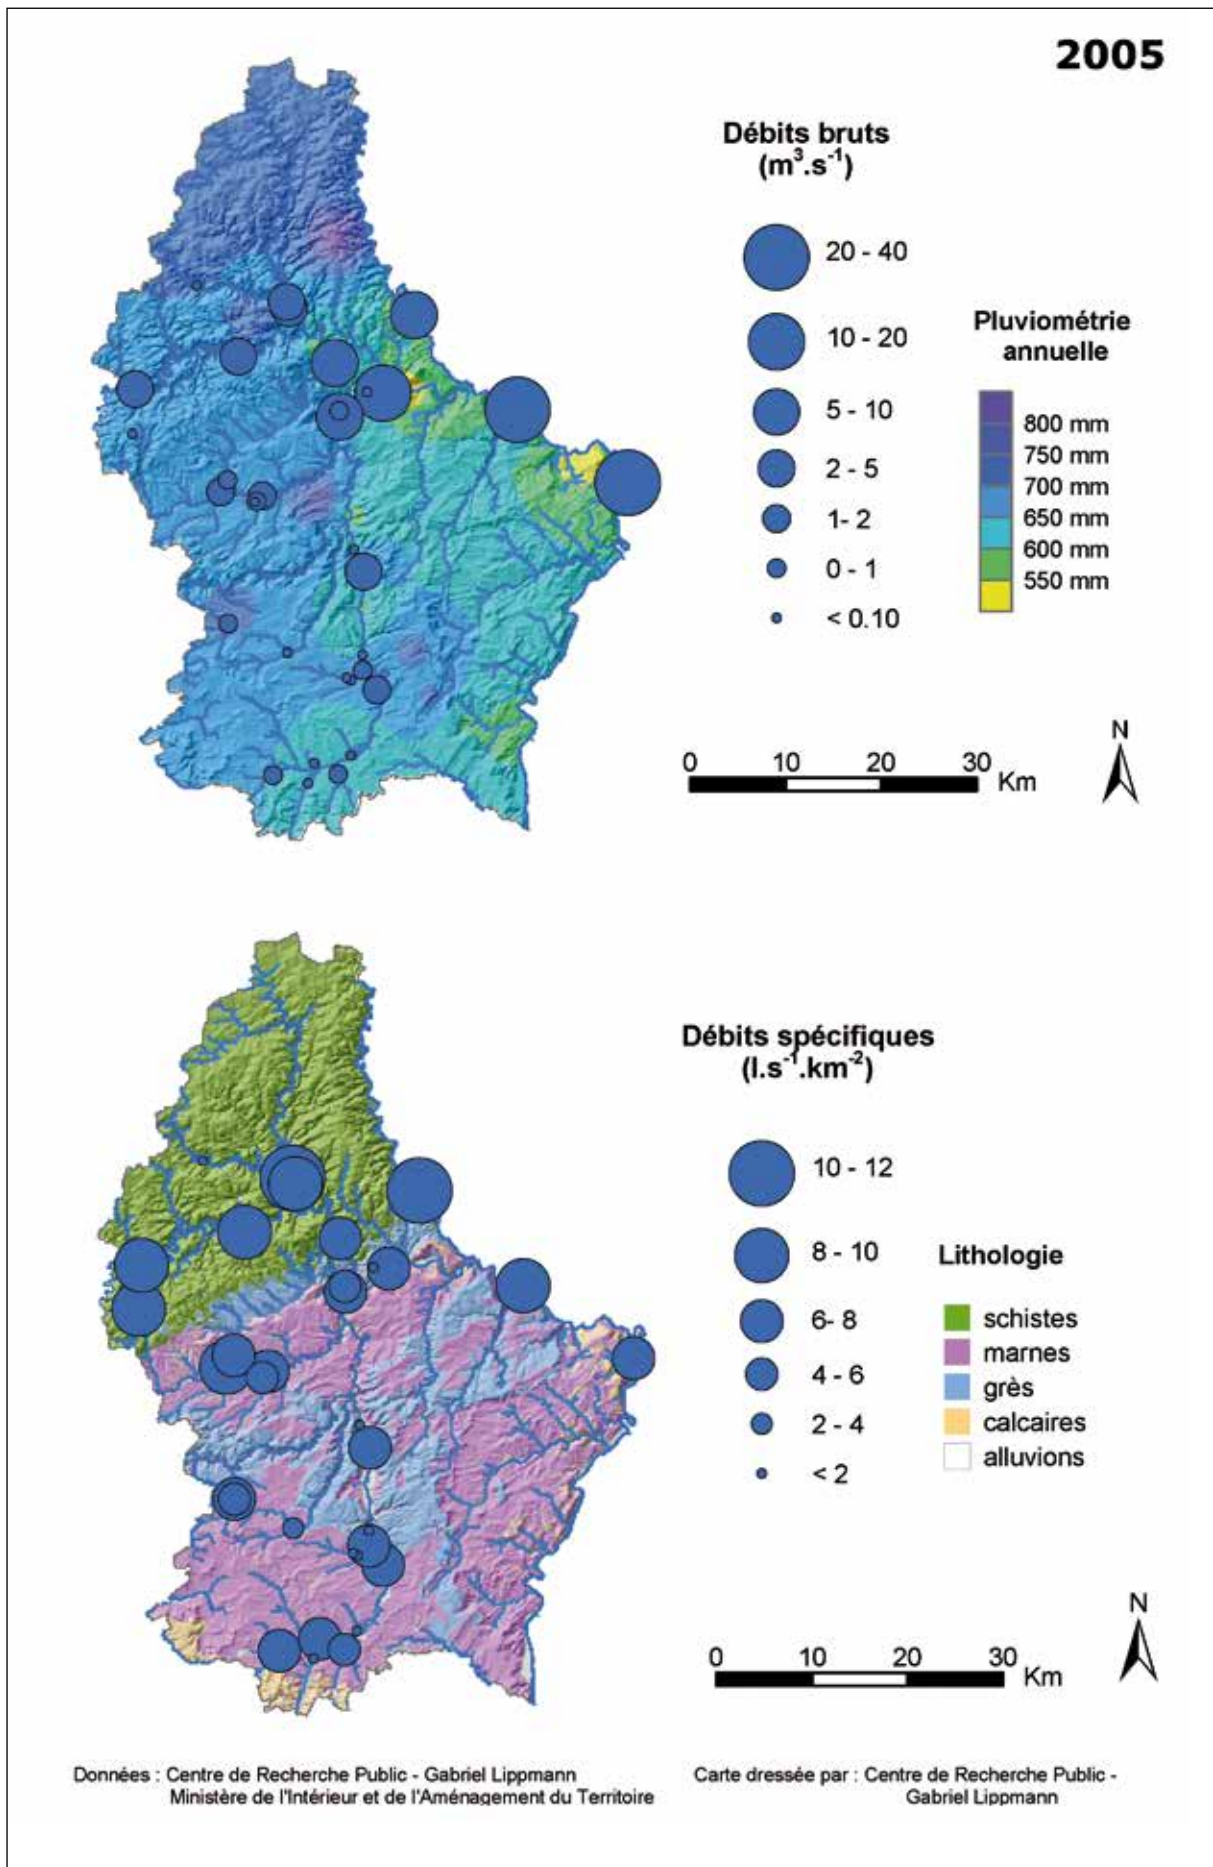 2005
Débits bruts
(m³.s⁻¹)
20 - 40
10 - 20
5 - 10
2 - 5
1- 2
0 - 1
< 0.10
Pluviométrie
annuelle
800 mm
750 mm
700 mm
650 mm
600 mm
550 mm
N
0 10 20 30
Km
Débits spécifiques
(l.s⁻¹.km⁻²)
10 - 12
8 - 10
6- 8
4 - 6
2 - 4
< 2
Lithologie
schistes
marnes
grès
calcaires
alluvions
N
0 10 20 30
Km
Données : Centre de Recherche Public - Gabriel Lippmann
Ministère de l'Intérieur et de l'Aménagement du Territoire
Carte dressée par : Centre de Recherche Public -
Gabriel Lippmann